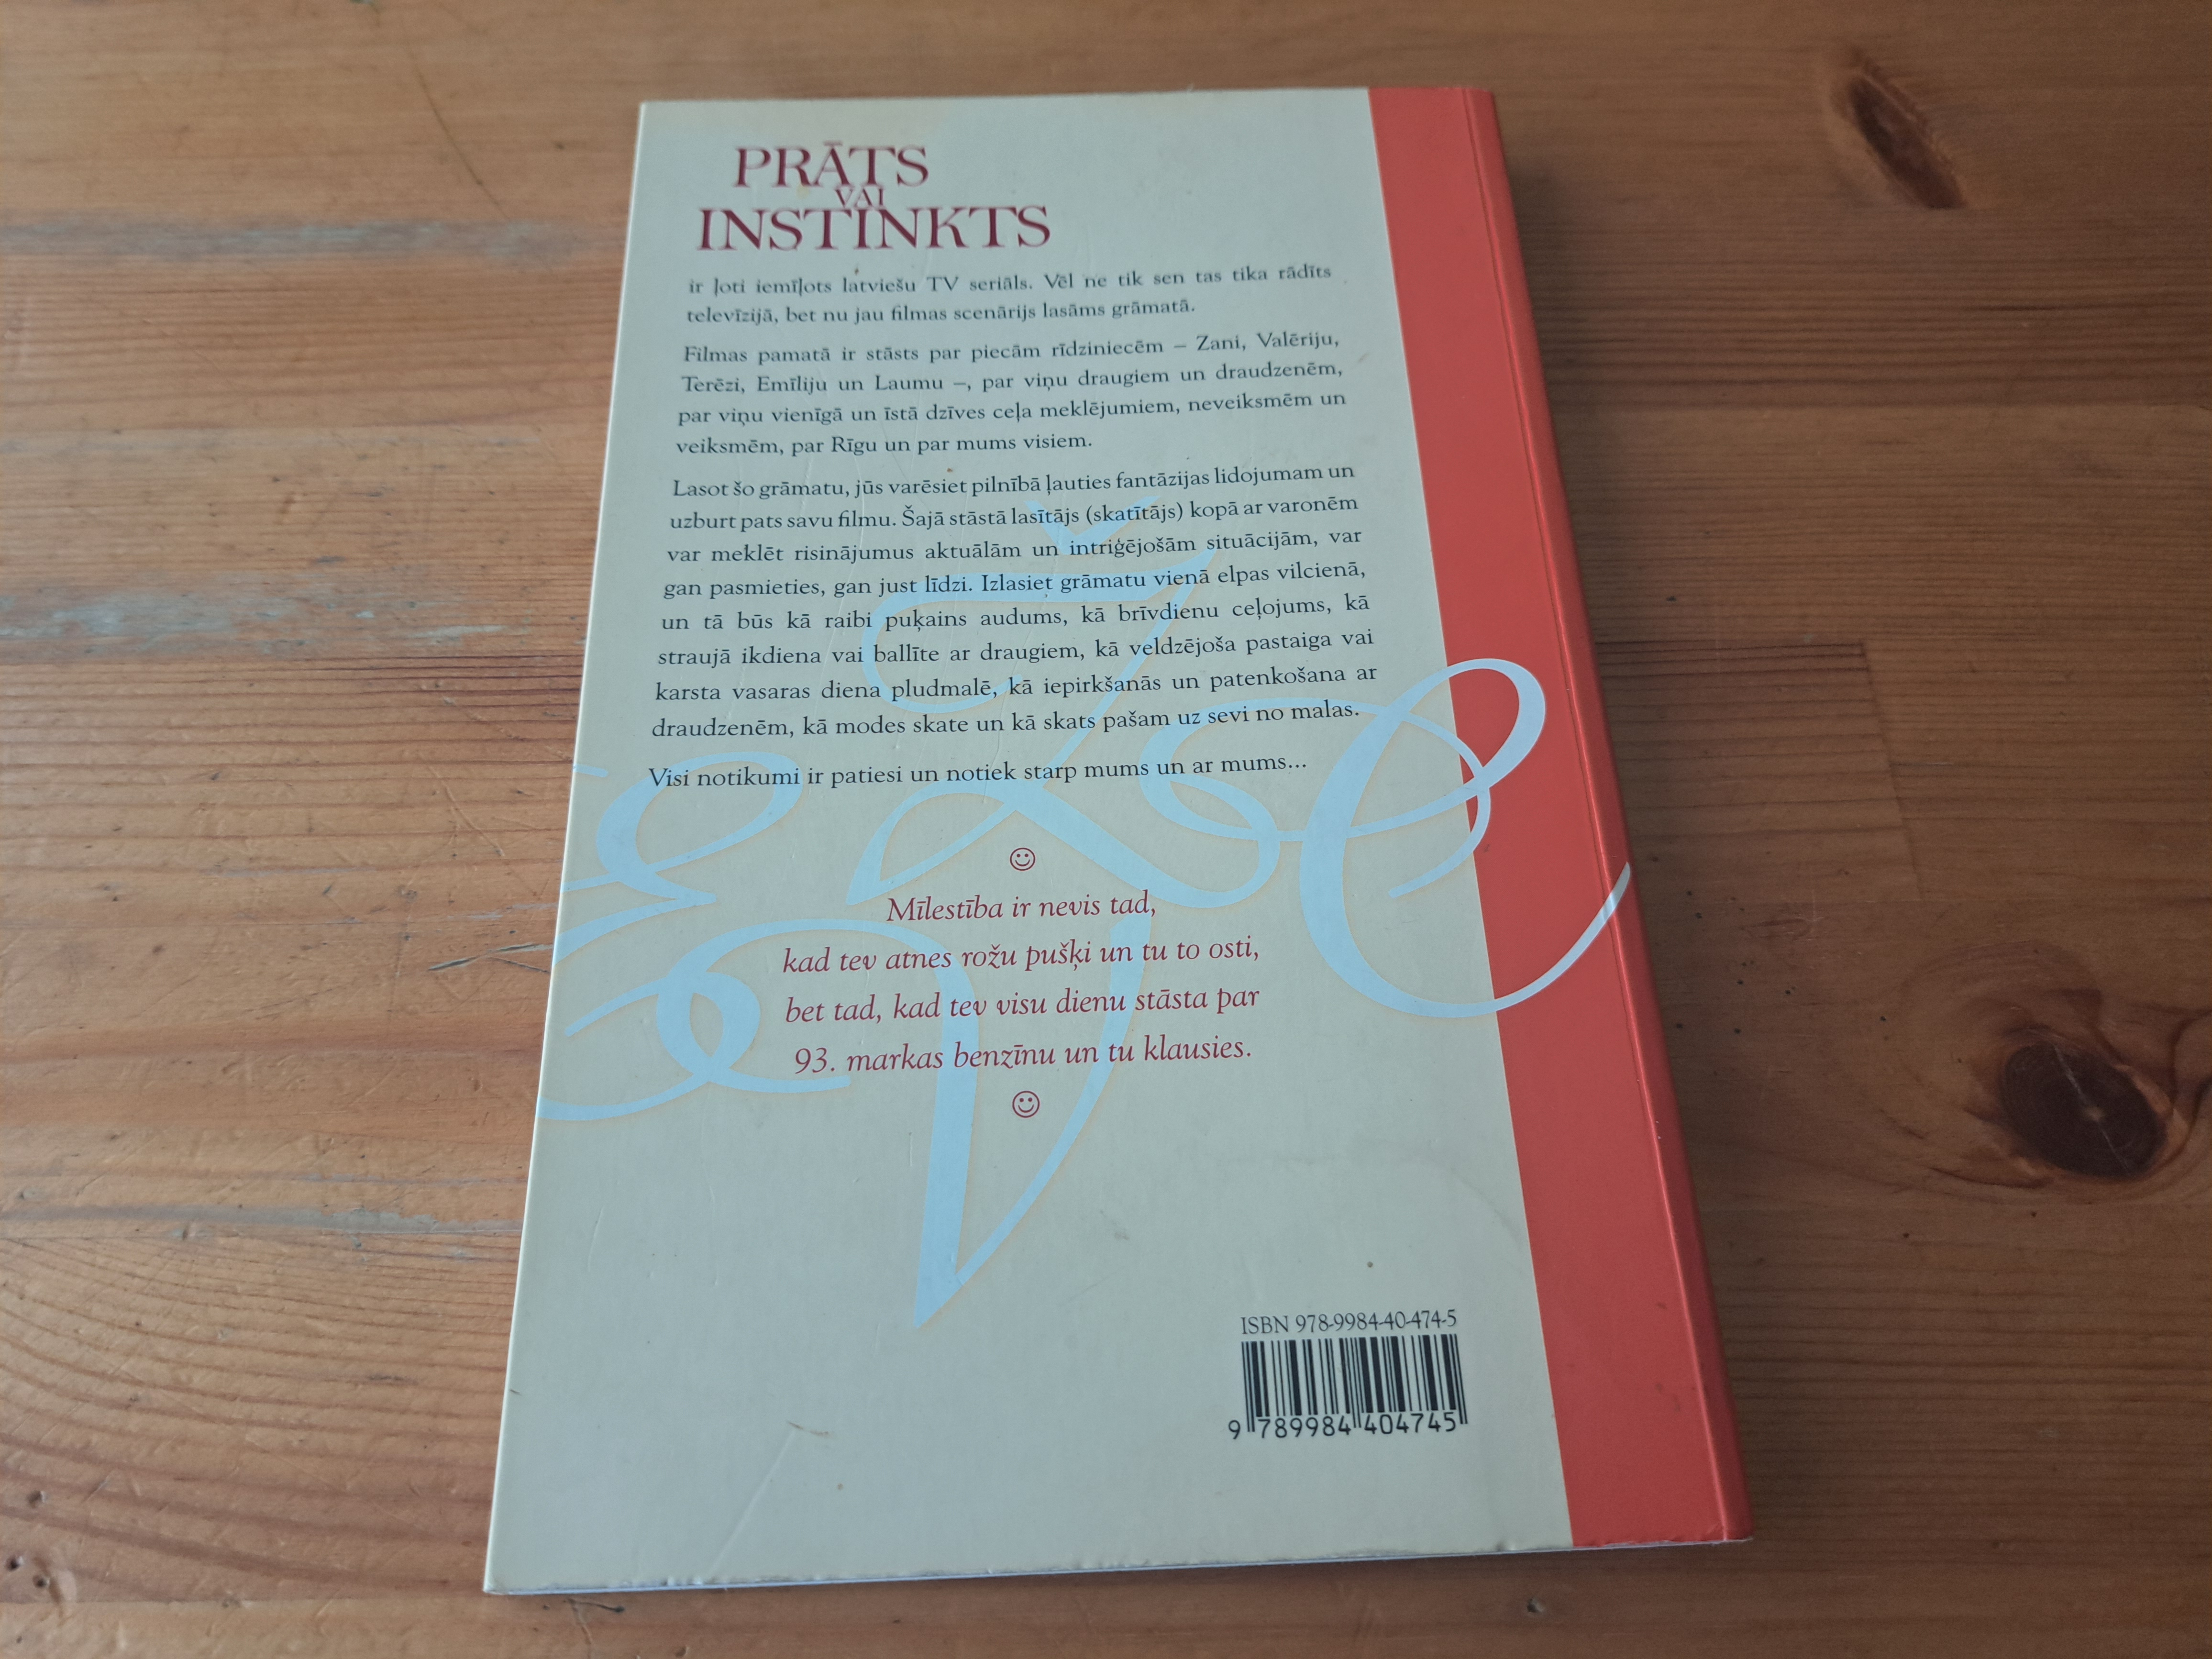 PRĀTS
VAI
INSTINKTS
ir ļoti iemīļots latviešu TV seriāls. Vēl ne tik sen tas tika rādīts
televīzijā, bet nu jau filmas scenārijs lasāms grāmatā.
Filmas pamatā ir stāsts par piecām rīdziniecēm – Zani, Valēriju,
Terēzi, Emīliju un Laumu –, par viņu draugiem un draudzenēm,
par viņu vienīgā un īstā dzīves ceļa meklējumiem, neveiksmēm un
veiksmēm, par Rīgu un par mums visiem.
Lasot šo grāmatu, jūs varēsiet pilnībā ļauties fantāzijas lidojumam un
uzburt pats savu filmu. Šajā stāstā lasītājs (skatītājs) kopā ar varonēm
var meklēt risinājumus aktuālām un intriģējošām situācijām, var
gan pasmieties, gan just līdzi. Izlasiet grāmatu vienā elpas vilcienā,
un tā būs kā raibi puķains audums, kā brīvdienu ceļojums, kā
straujā ikdiena vai ballīte ar draugiem, kā veldzējoša pastaiga vai
karsta vasaras diena pludmalē, kā iepirkšanās un patenkošana ar
draudzenēm, kā modes skate un kā skats pašam uz sevi no malas.
Visi notikumi ir patiesi un notiek starp mums un ar mums...
Mīlestība ir nevis tad,
kad tev atnes rožu pušķi un tu to osti,
bet tad, kad tev visu dienu stāsta par
93. markas benzīnu un tu klausies.
ISBN 978-9984-40-474-5
9 789984 404745